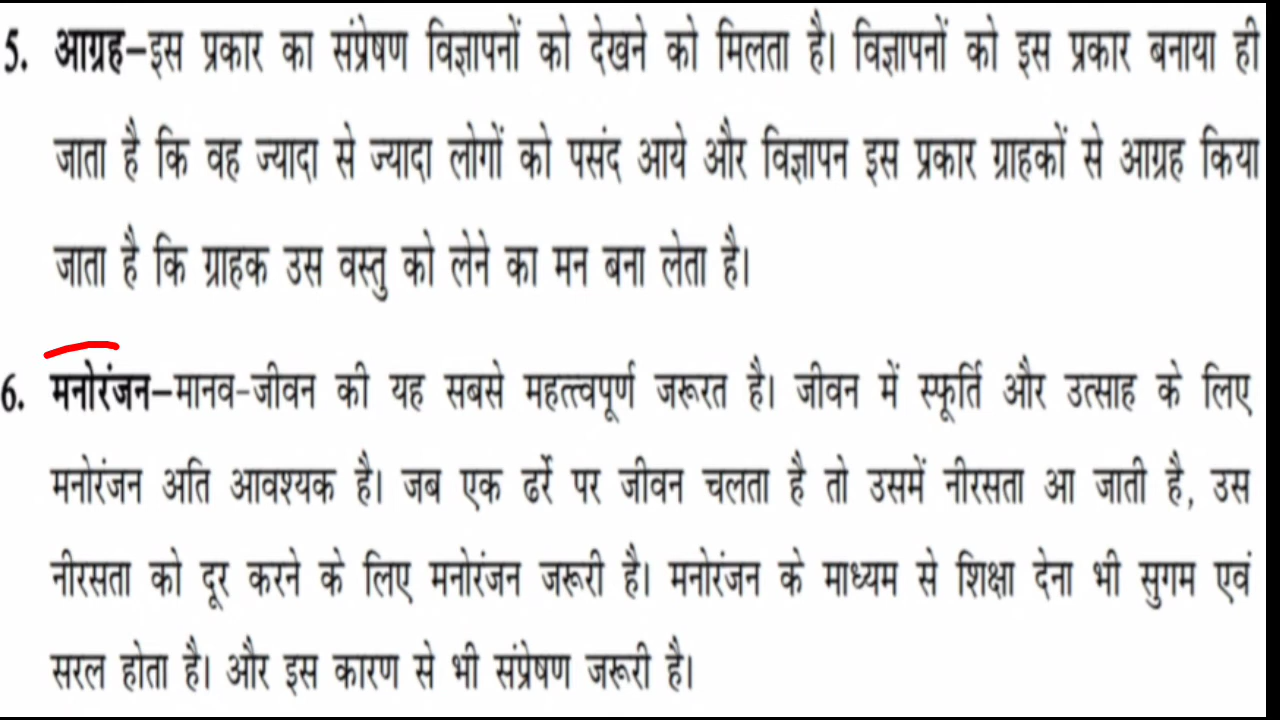 5. आग्रह–इस प्रकार का संप्रेषण विज्ञापनों को देखने को मिलता है। विज्ञापनों को इस प्रकार बनाया ही
जाता है कि वह ज्यादा से ज्यादा लोगों को पसंद आये और विज्ञापन इस प्रकार ग्राहकों से आग्रह किया
जाता है कि ग्राहक उस वस्तु को लेने का मन बना लेता है।
6. मनोरंजन–मानव-जीवन की यह सबसे महत्त्वपूर्ण जरूरत है। जीवन में स्फूर्ति और उत्साह के लिए
मनोरंजन अति आवश्यक है। जब एक ढर्रे पर जीवन चलता है तो उसमें नीरसता आ जाती है, उस
नीरसता को दूर करने के लिए मनोरंजन जरूरी है। मनोरंजन के माध्यम से शिक्षा देना भी सुगम एवं
सरल होता है। और इस कारण से भी संप्रेषण जरूरी है।